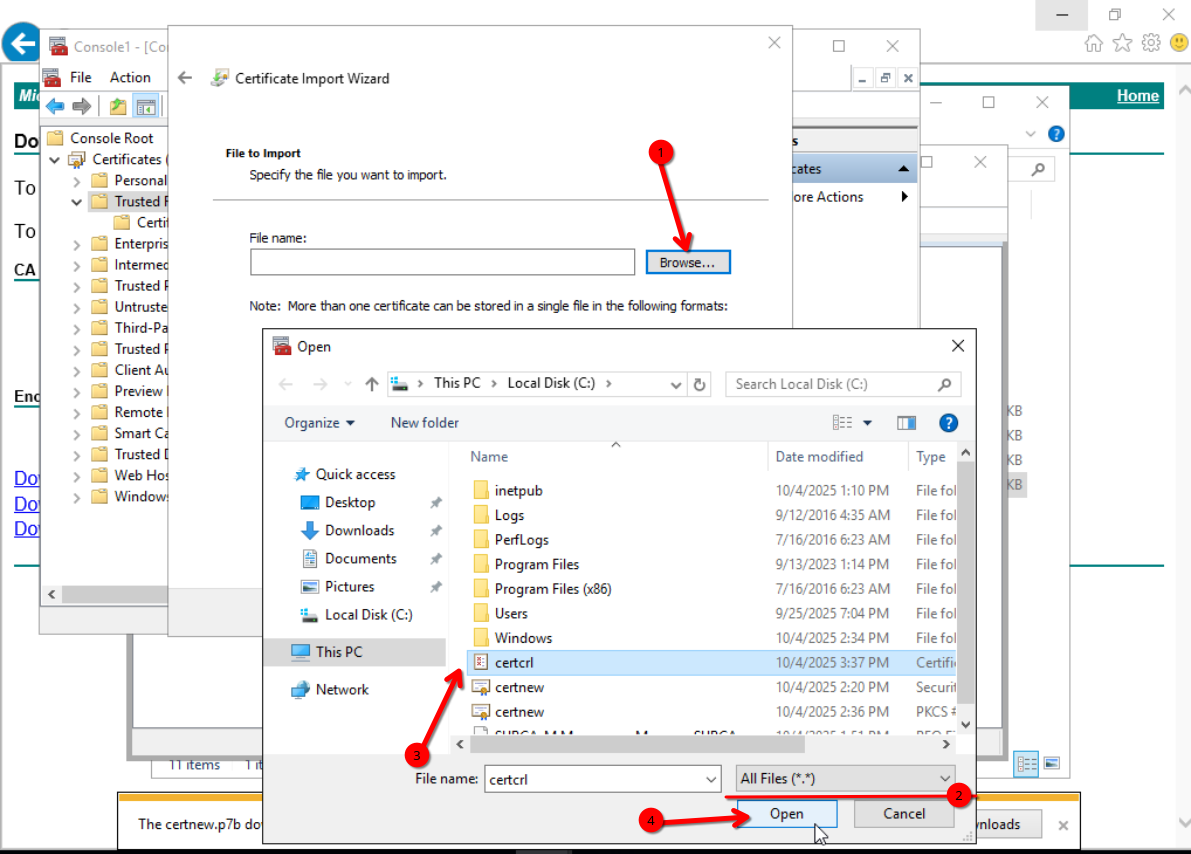 Console1 - [Co
File Action
Certificate Import Wizard
Home
Console Root
Certificates (
Personal
Trusted
Certif
Enterpris
Intermed
Trusted
Untruste
Third-Pa
Trusted
Client Au
Preview
Remote
Smart Ca
Trusted
Web Hos
Windows
Do
To
To
CA
Enc
Do
Do
Do
File to Import
Specify the file you want to import.
1
File name:
Browse...
Note: More than one certificate can be stored in a single file in the following formats:
s
cates
ore Actions
KB
KB
KB
KB
Open
This PC > Local Disk (C:) >
Search Local Disk (C:)
Organize
New folder
Name Date modified Type
Quick access
Desktop
Downloads
Documents
Pictures
Local Disk (C:)
This PC
Network
inetpub 10/4/2025 1:10 PM File fol
Logs 9/12/2016 4:35 AM File fol
PerfLogs 7/16/2016 6:23 AM File fol
Program Files 9/13/2023 1:14 PM File fol
Program Files (x86) 7/16/2016 6:23 AM File fol
Users 9/25/2025 7:04 PM File fol
Windows 10/4/2025 2:34 PM File fol
certcrl 10/4/2025 3:37 PM Certifi
certnew 10/4/2025 2:20 PM Securit
certnew 10/4/2025 2:36 PM PKCS #
3
File name: certcrl
All Files (*.*)
2
4
Open
Cancel
11 items
The certnew.p7b do
nloads